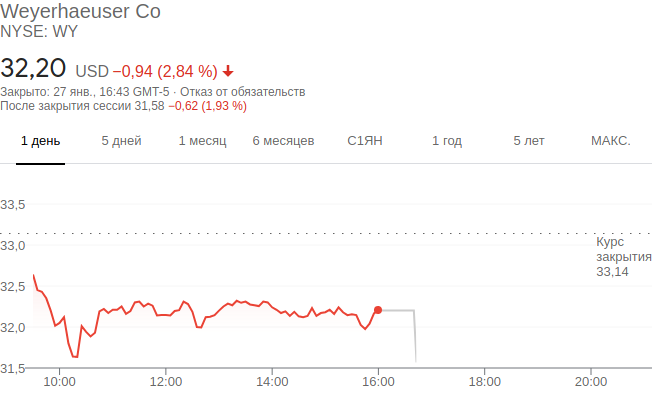 Weyerhaeuser Co
NYSE: WY
32,20 USD −0,94 (2,84 %)
Закрыто: 27 янв., 16:43 GMT-5 · Отказ от обязательств
После закрытия сессии 31,58 −0,62 (1,93 %)
1 день 5 дней 1 месяц 6 месяцев С1ЯН 1 год 5 лет МАКС.
33,5
33,0
Курс
закрытия
33,14
32,5
32,0
31,5
10:00 12:00 14:00 16:00 18:00 20:00